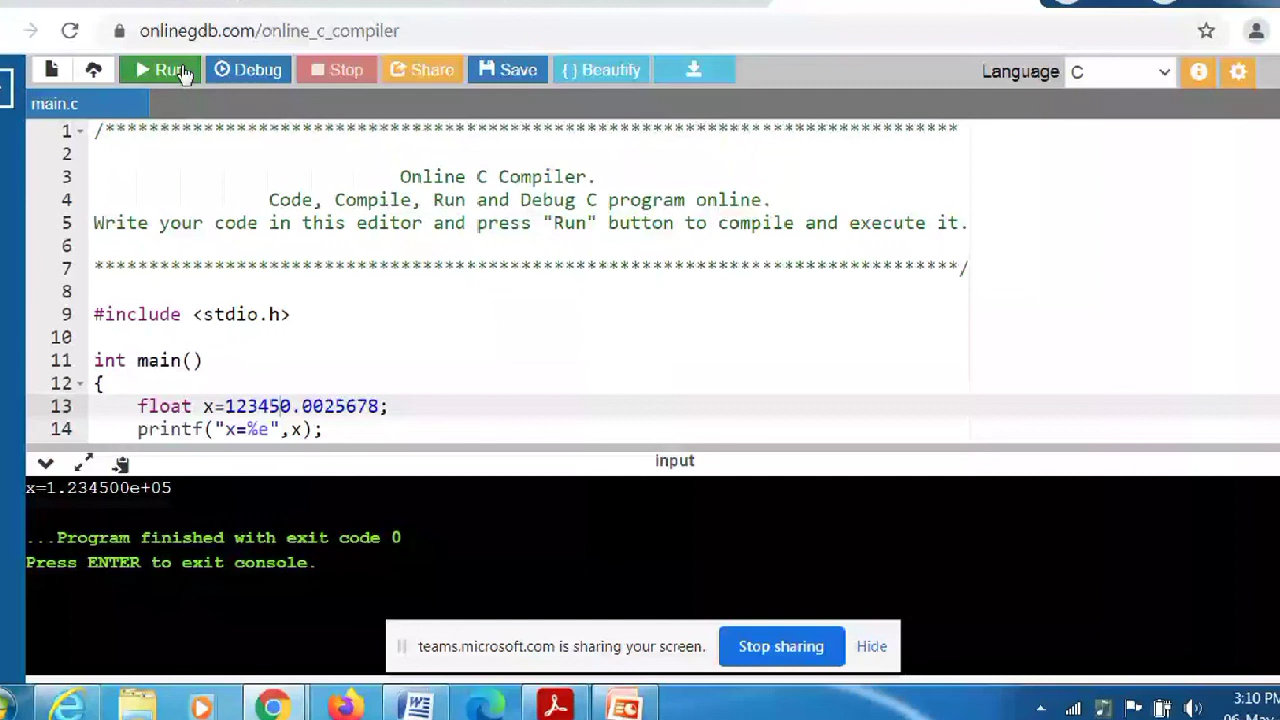 onlinegdb.com/online_c_compiler
Run Debug Stop Share Save { } Beautify Language C
main.c
1 /******************************************************************************
2
3 Online C Compiler.
4 Code, Compile, Run and Debug C program online.
5 Write your code in this editor and press "Run" button to compile and execute it.
6
7 *******************************************************************************/
8
9 #include <stdio.h>
10
11 int main()
12 {
13 float x=123450.0025678;
14 printf("x=%e",x);
input
x=1.234500e+05
...Program finished with exit code 0
Press ENTER to exit console.
teams.microsoft.com is sharing your screen. Stop sharing Hide
3:10 PM